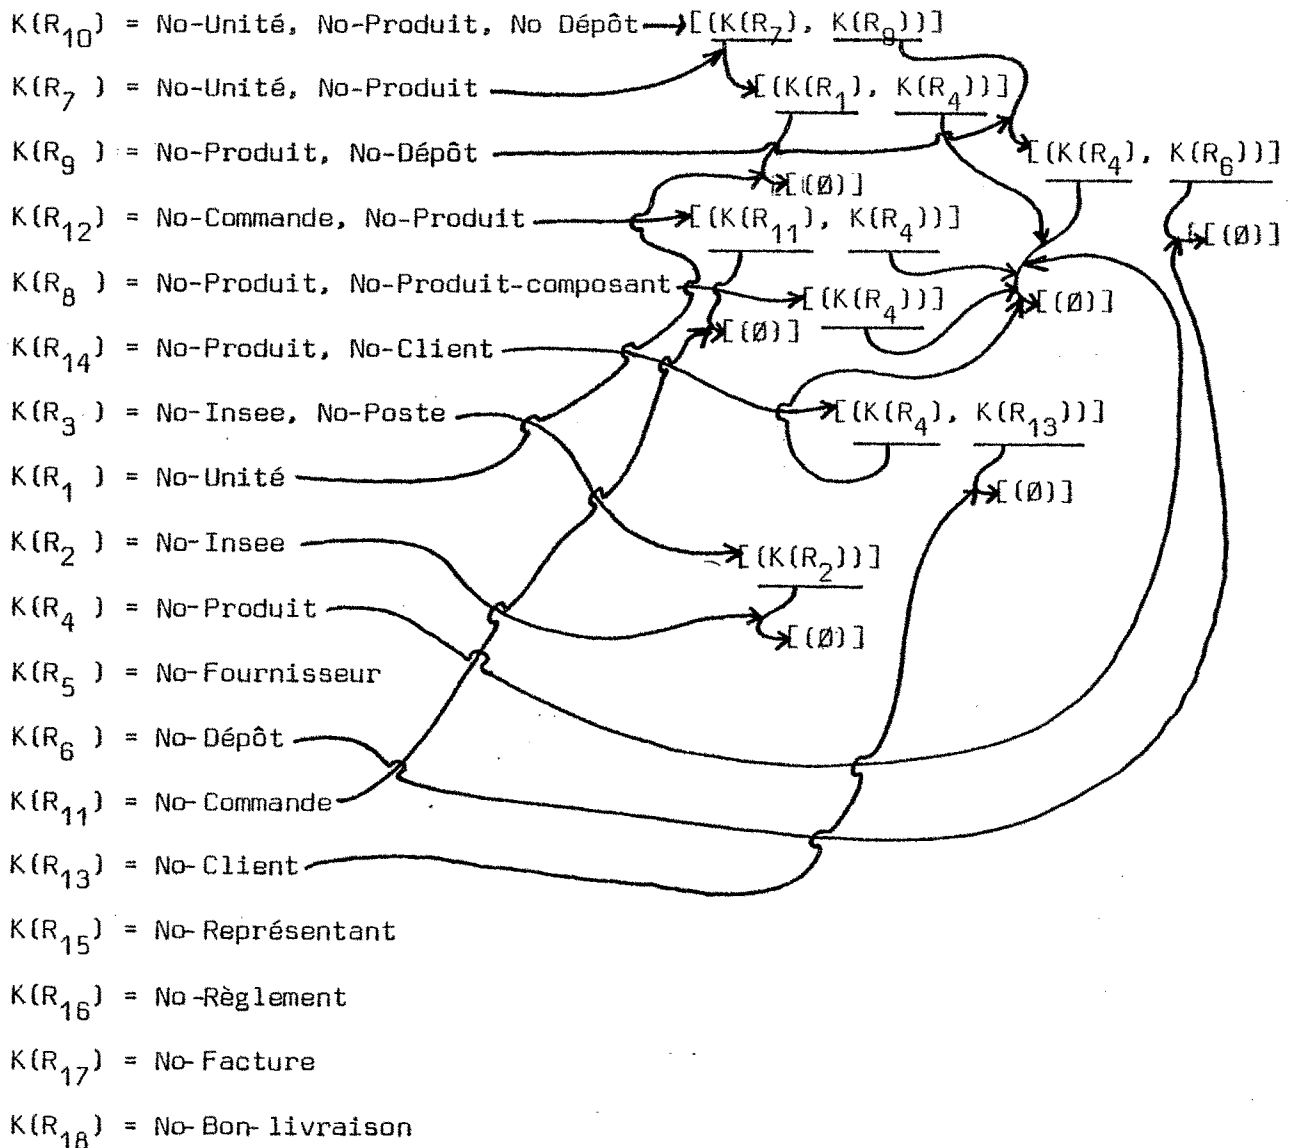 K(R10) = No-Unité, No-Produit, No Dépôt [(K(R7), K(R9))]
K(R7 ) = No-Unité, No-Produit [(K(R1), K(R4))]
K(R9 ) = No-Produit, No-Dépôt [(K(R4), K(R6))]
[(Ø)]
K(R12) = No-Commande, No-Produit [(K(R11), K(R4))] [(Ø)]
K(R8 ) = No-Produit, No-Produit-composant [(K(R4))] [(Ø)]
[(Ø)]
K(R14) = No-Produit, No-Client
K(R3 ) = No-Insee, No-Poste [(K(R4), K(R13))]
K(R1 ) = No-Unité [(Ø)]
K(R2 ) = No-Insee [(K(R2))]
K(R4 ) = No-Produit
[(Ø)]
K(R5 ) = No-Fournisseur
K(R6 ) = No-Dépôt
K(R11) = No-Commande
K(R13) = No-Client
K(R15) = No-Représentant
K(R16) = No-Règlement
K(R17) = No-Facture
K(R18) = No-Bon-livraison